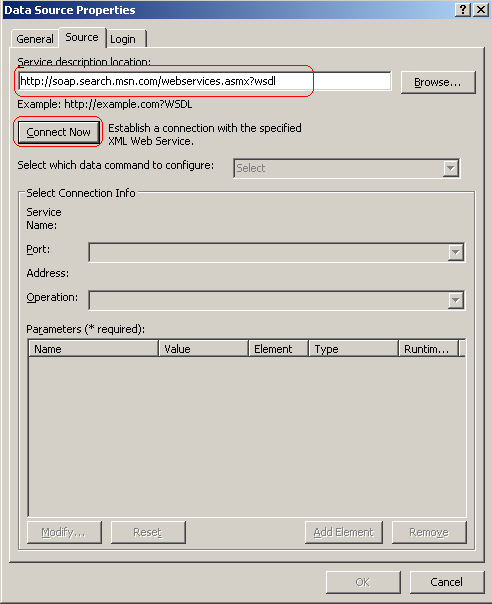 Data Source Properties
General Source Login
Service description location:
http://soap.search.msn.com/webservices.asmx?wsdl
Browse...
Example: http://example.com?WSDL
Connect Now
Establish a connection with the specified
XML Web Service.
Select which data command to configure: Select
Select Connection Info
Service
Name:
Port:
Address:
Operation:
Parameters (* required):
Name Value Element Type Runtim...
Modify... Reset Add Element Remove
OK Cancel